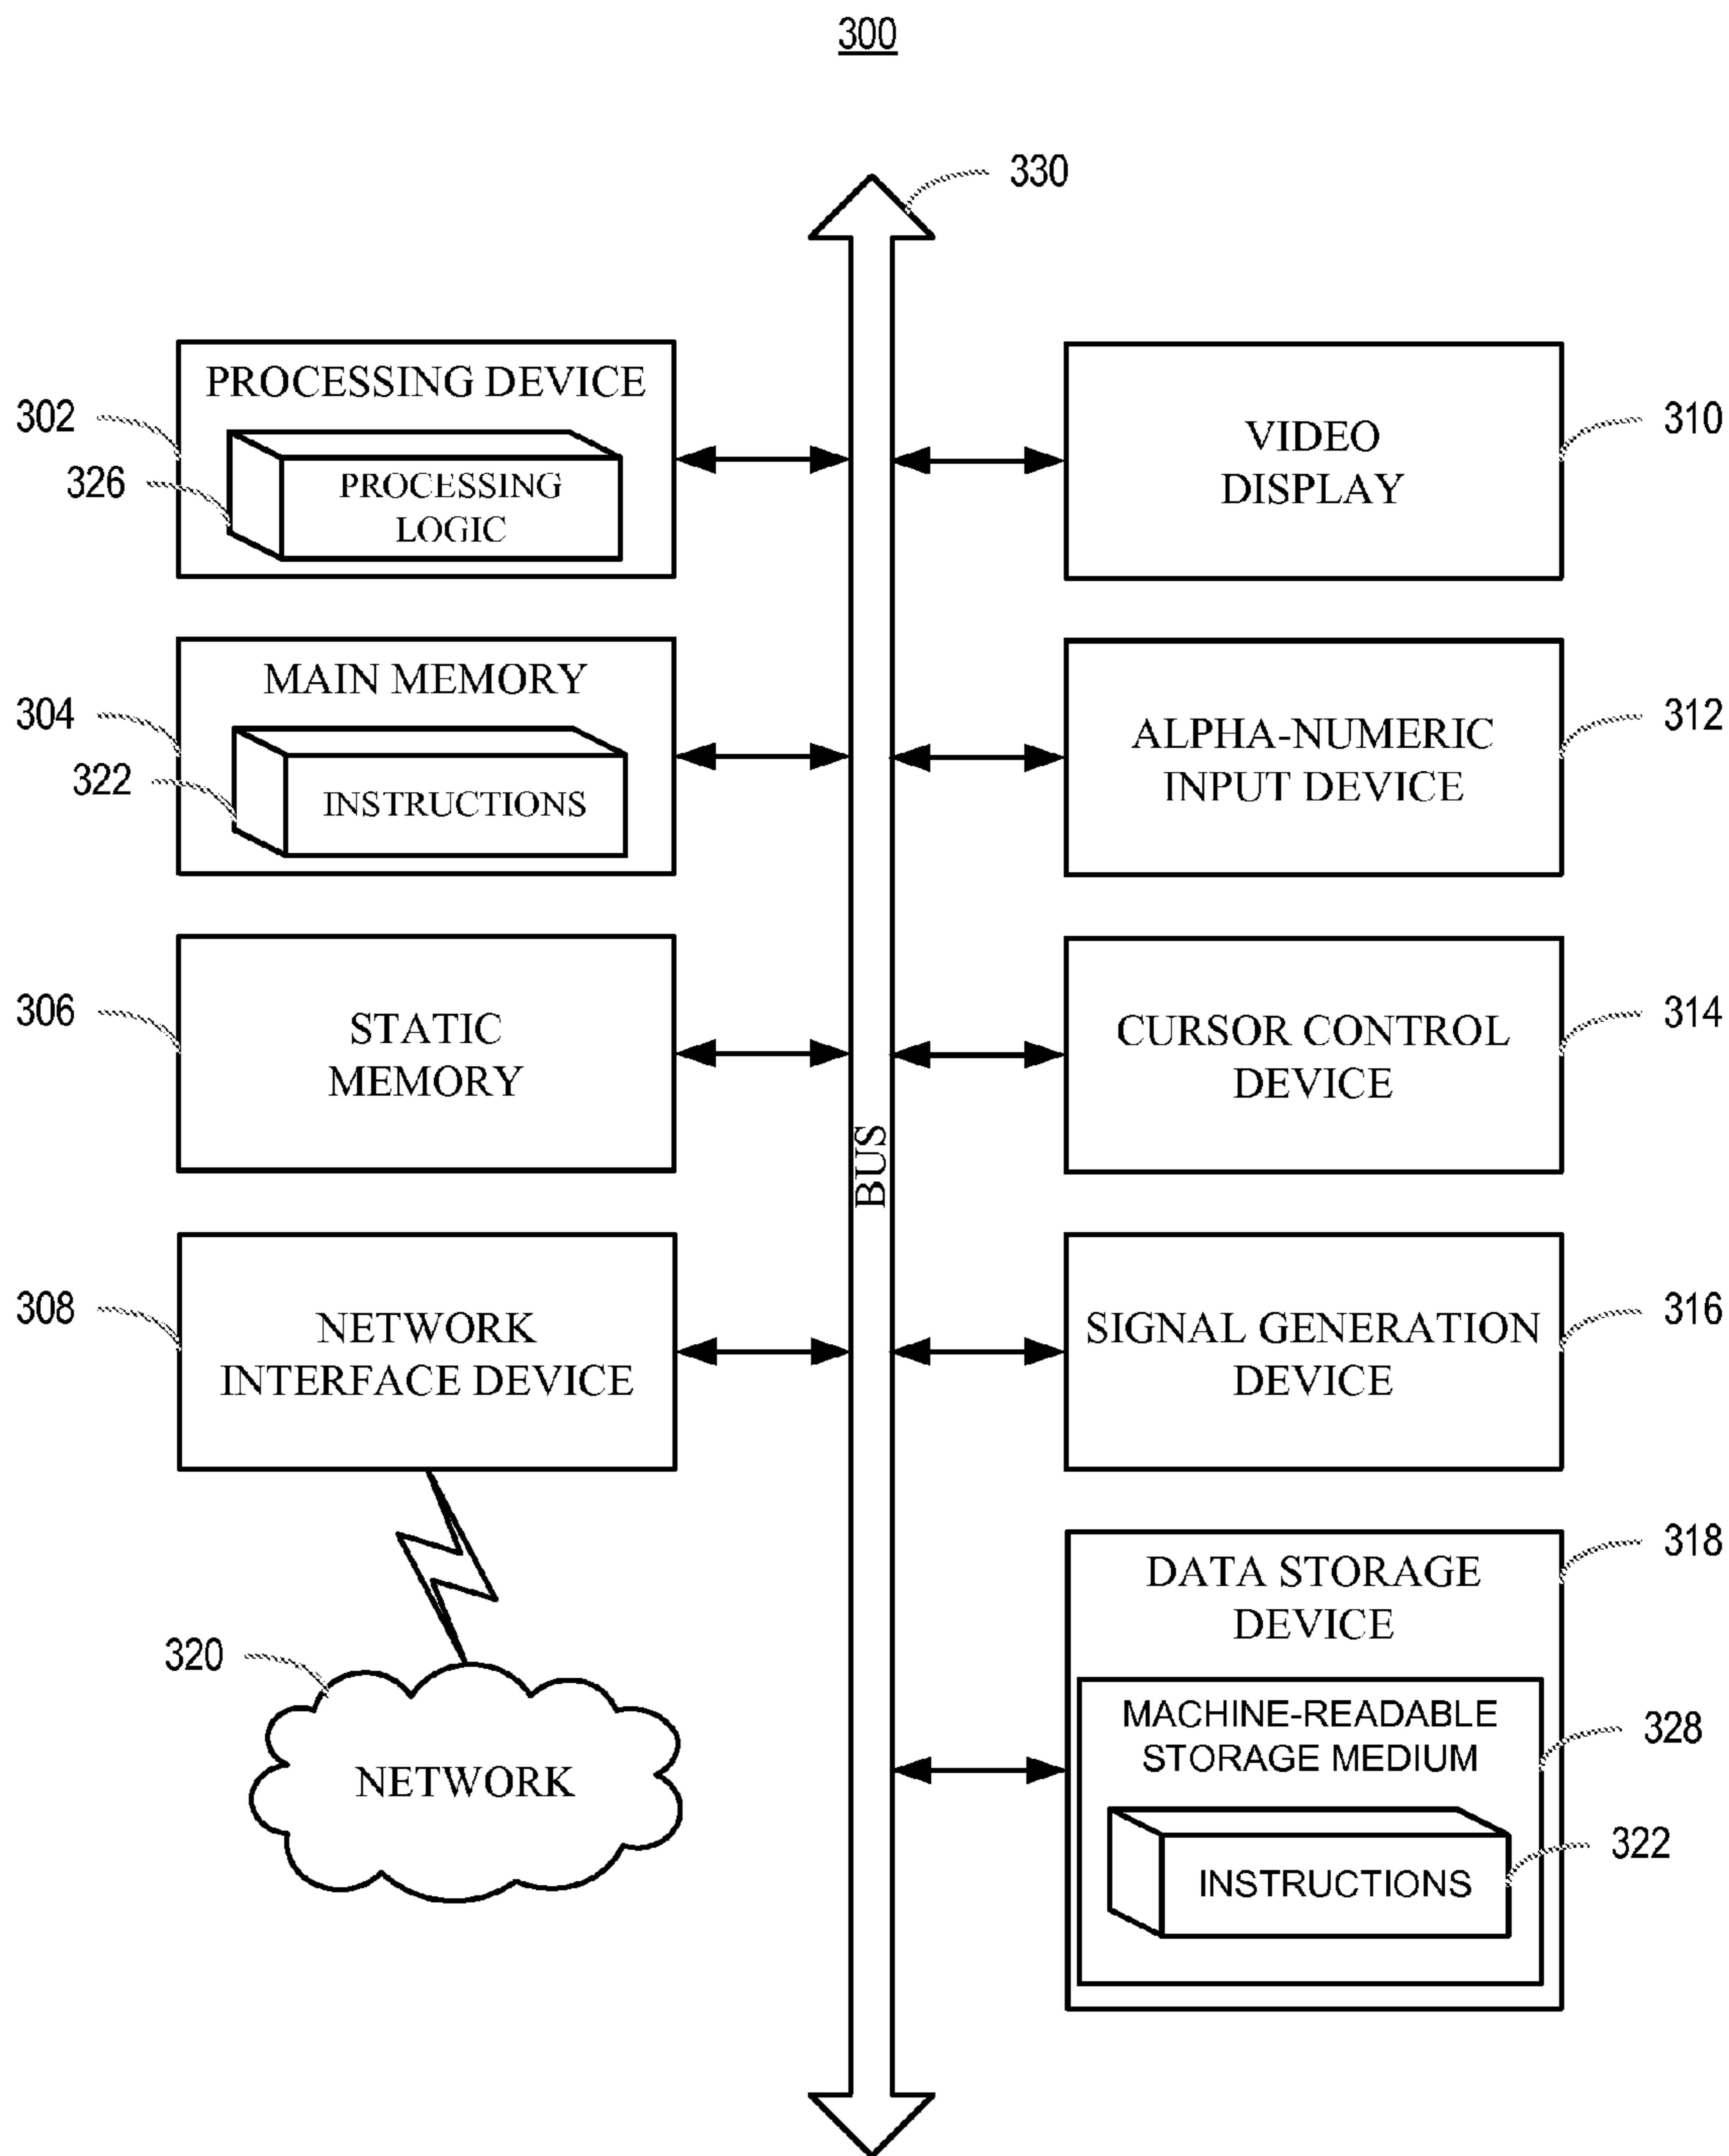 300
330
302
PROCESSING DEVICE
326
PROCESSING
LOGIC
304
MAIN MEMORY
322
INSTRUCTIONS
306
STATIC
MEMORY
308
NETWORK
INTERFACE DEVICE
320
NETWORK
BUS
VIDEO
DISPLAY
310
ALPHA-NUMERIC
INPUT DEVICE
312
CURSOR CONTROL
DEVICE
314
SIGNAL GENERATION
DEVICE
316
DATA STORAGE
DEVICE
318
MACHINE-READABLE
STORAGE MEDIUM
328
INSTRUCTIONS
322